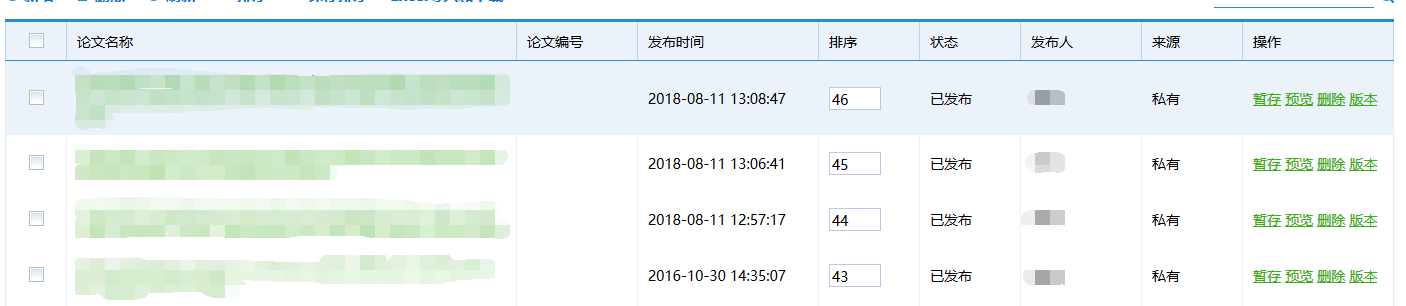 论文名称 论文编号 发布时间 排序 状态 发布人 来源 操作
2018-08-11 13:08:47 46 已发布 私有 暂存 预览 删除 版本
2018-08-11 13:06:41 45 已发布 私有 暂存 预览 删除 版本
2018-08-11 12:57:17 44 已发布 私有 暂存 预览 删除 版本
2016-10-30 14:35:07 43 已发布 私有 暂存 预览 删除 版本